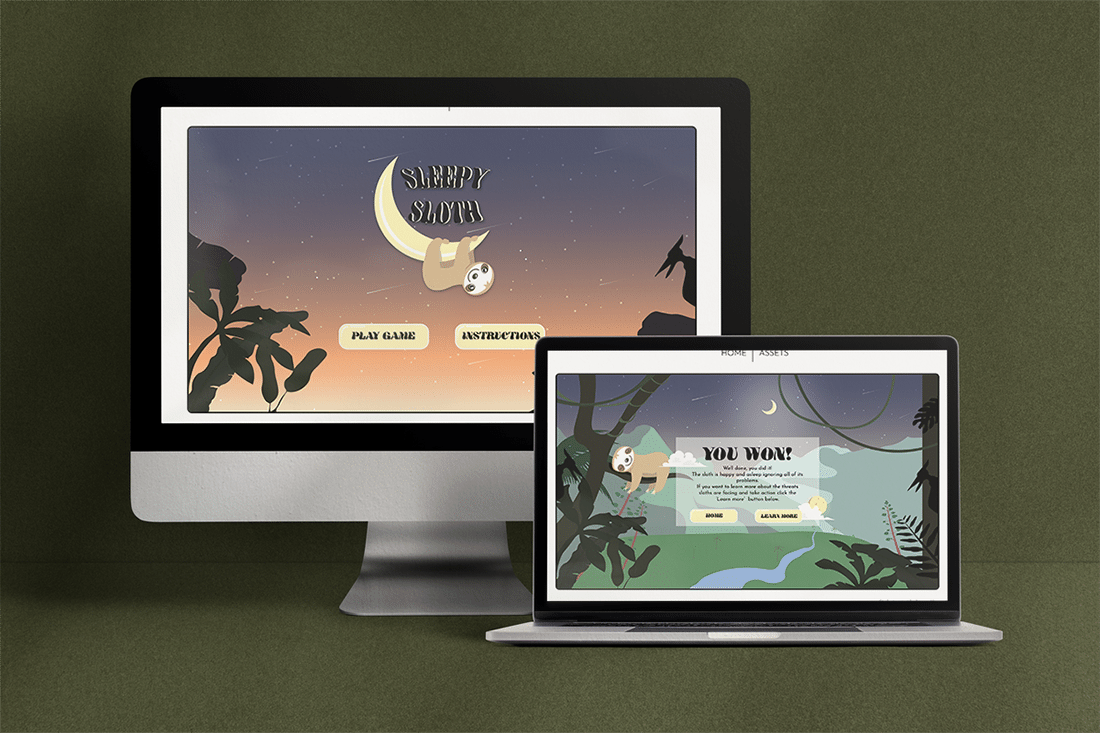 SLEEPY
SLOTH
PLAY GAME
INSTRUCTIONS
HOME | ASSETS
YOU WON!
Well done, you did it!
The sloth is happy and asleep ignoring all of its
problems.
If you want to learn more about the threats
sloths are facing and take action click the
"Learn more" button below.
HOME
LEARN MORE